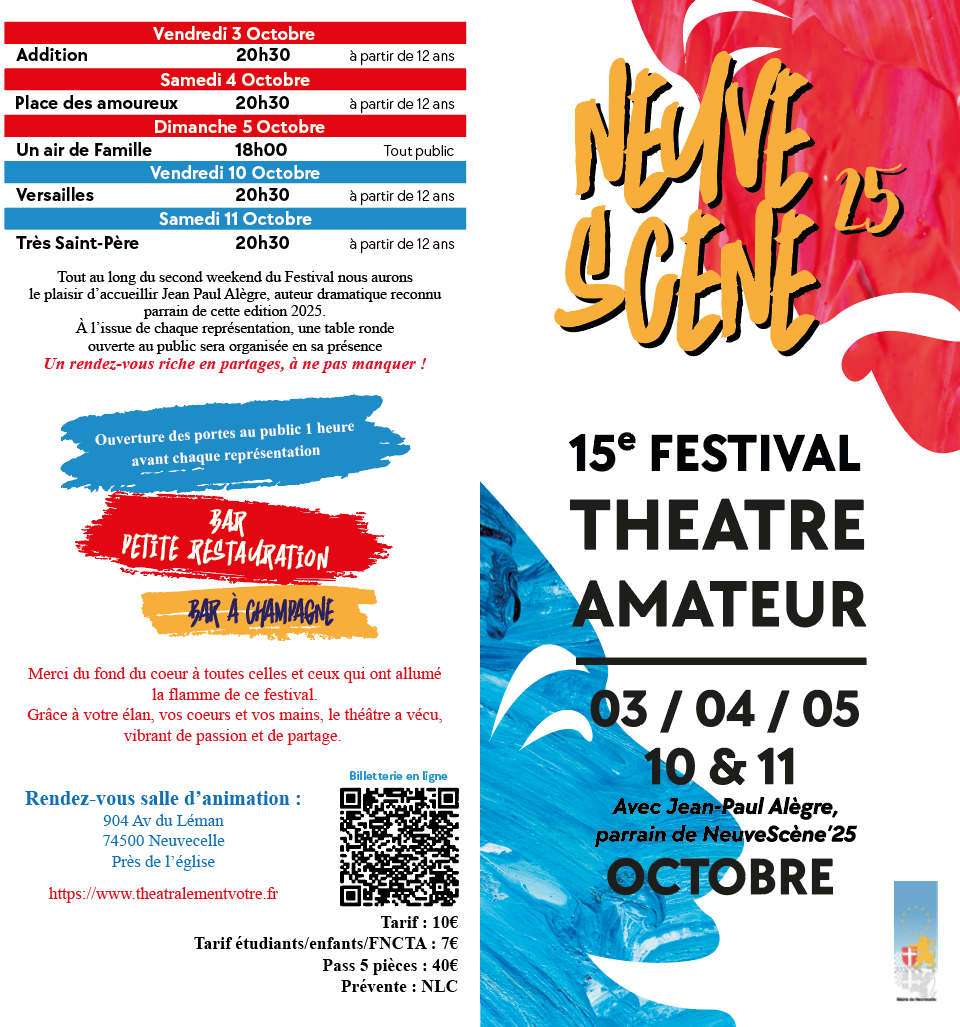 Vendredi 3 Octobre
Addition 20h30 à partir de 12 ans
Samedi 4 Octobre
Place des amoureux 20h30 à partir de 12 ans
Dimanche 5 Octobre
Un air de Famille 18h00 Tout public
Vendredi 10 Octobre
Versailles 20h30 à partir de 12 ans
Samedi 11 Octobre
Très Saint-Père 20h30 à partir de 12 ans
Tout au long du second weekend du Festival nous aurons
le plaisir d’accueillir Jean Paul Alègre, auteur dramatique reconnu
parrain de cette edition 2025.
À l’issue de chaque représentation, une table ronde
ouverte au public sera organisée en sa présence
Un rendez-vous riche en partages, à ne pas manquer !
Ouverture des portes au public 1 heure
avant chaque représentation
BAR
PETITE RESTAURATION
BAR À CHAMPAGNE
Merci du fond du coeur à toutes celles et ceux qui ont allumé
la flamme de ce festival.
Grâce à votre élan, vos coeurs et vos mains, le théâtre a vécu,
vibrant de passion et de partage.
Billetterie en ligne
Rendez-vous salle d’animation :
904 Av du Léman
74500 Neuvecelle
Près de l’église
https://www.theatralementvotre.fr
Tarif : 10€
Tarif étudiants/enfants/FNCTA : 7€
Pass 5 pièces : 40€
Prévente : NLC
NEUVE
SCENE 25
15e FESTIVAL
THEATRE
AMATEUR
03 / 04 / 05
10 & 11
Avec Jean-Paul Alègre,
parrain de NeuveScène’25
OCTOBRE
Mairie de Neuvecelle